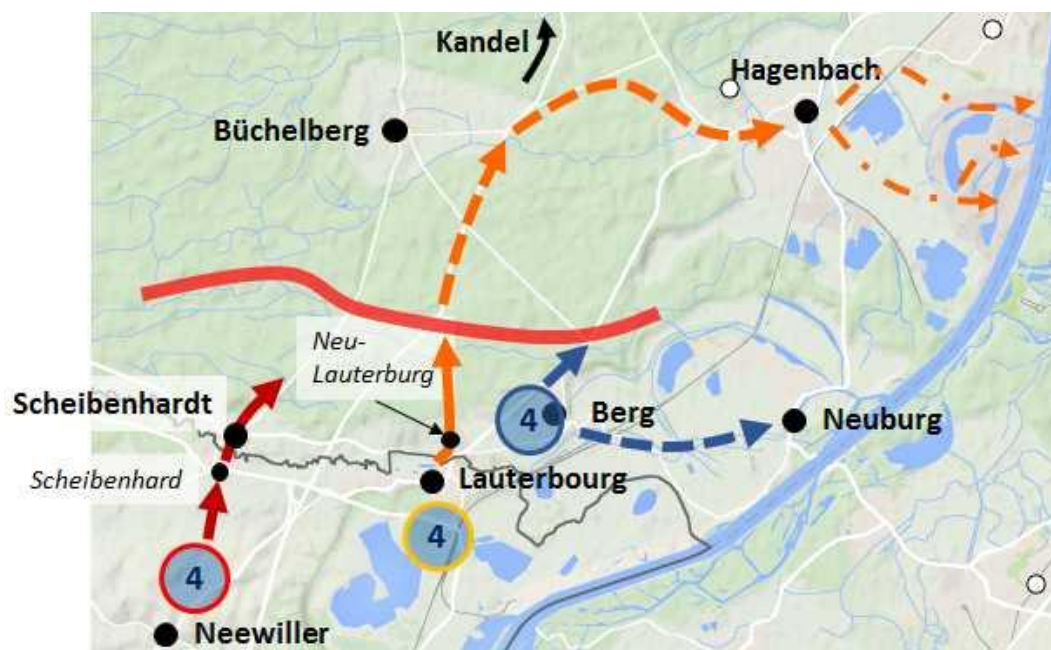 Kandel
Hagenbach
Büchelberg
Neu-
Lauterburg
Scheibenhardt
4
Berg
Neuburg
Scheibenhard
Lauterbourg
4
4
Neewiller